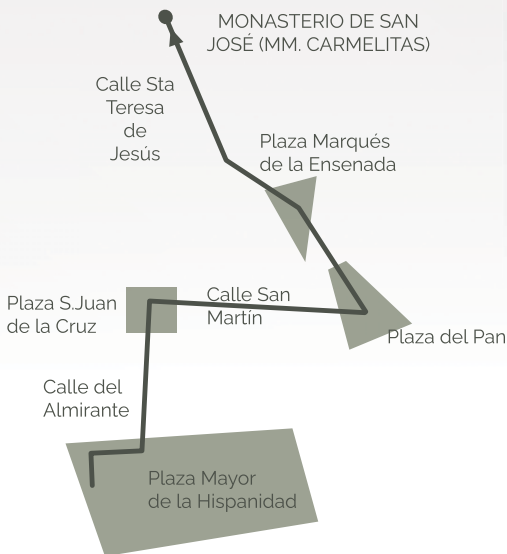 MONASTERIO DE SAN
JOSÉ (MM. CARMELITAS)
Calle Sta
Teresa
de
Jesús
Plaza Marqués
de la Ensenada
Calle San
Martín
Plaza S.Juan
de la Cruz
Plaza del Pan
Calle del
Almirante
Plaza Mayor
de la Hispanidad